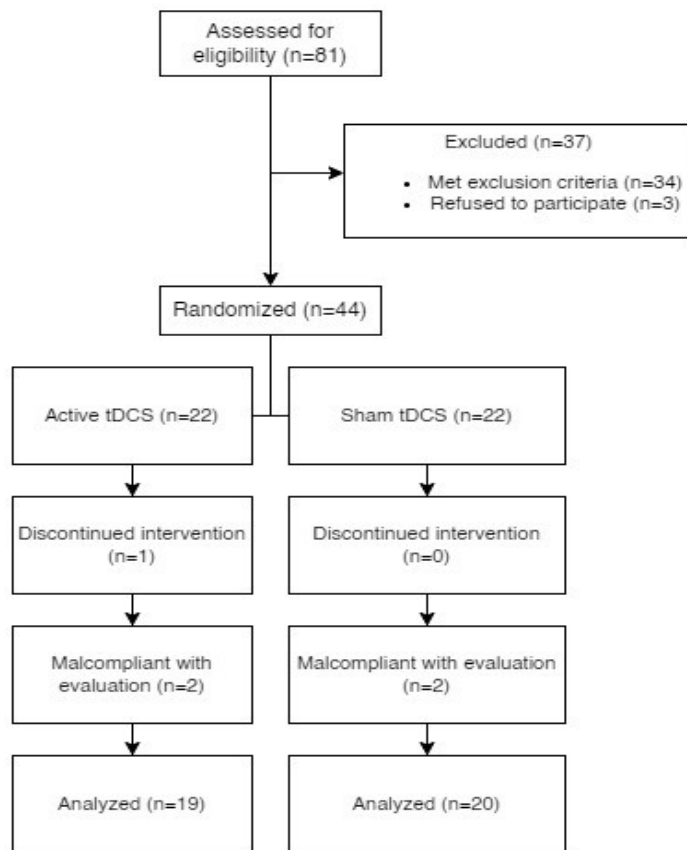 Assessed for
eligibility (n=81)
Excluded (n=37)
• Met exclusion criteria (n=34)
• Refused to participate (n=3)
Randomized (n=44)
Active tDCS (n=22)
Sham tDCS (n=22)
Discontinued intervention
(n=1)
Discontinued intervention
(n=0)
Malcompliant with
evaluation (n=2)
Malcompliant with evaluation
(n=2)
Analyzed (n=19)
Analyzed (n=20)